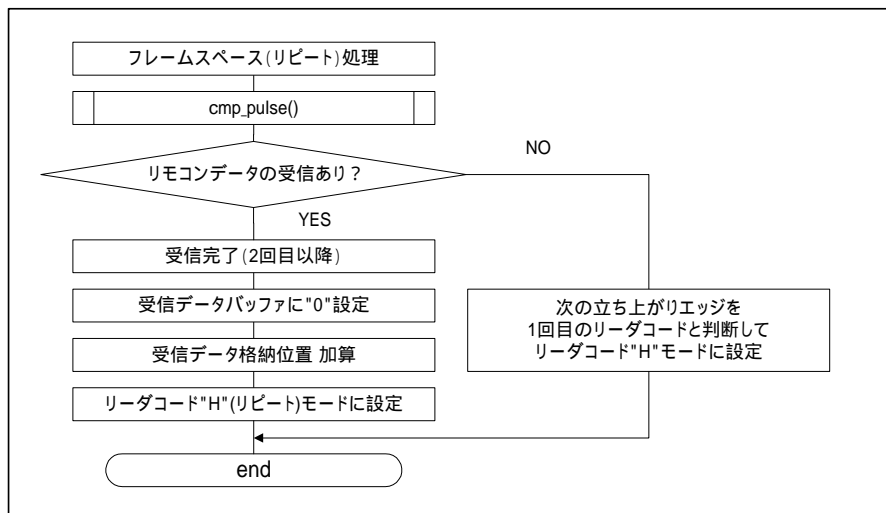 フレームスペース(リピート)処理
cmp_pulse()
リモコンデータの受信あり？
NO
YES
受信完了(2回目以降)
受信データバッファに"0"設定
受信データ格納位置 加算
リーダコード"H"(リピート)モードに設定
次の立ち上がりエッジを
1回目のリーダコードと判断して
リーダコード"H"モードに設定
end